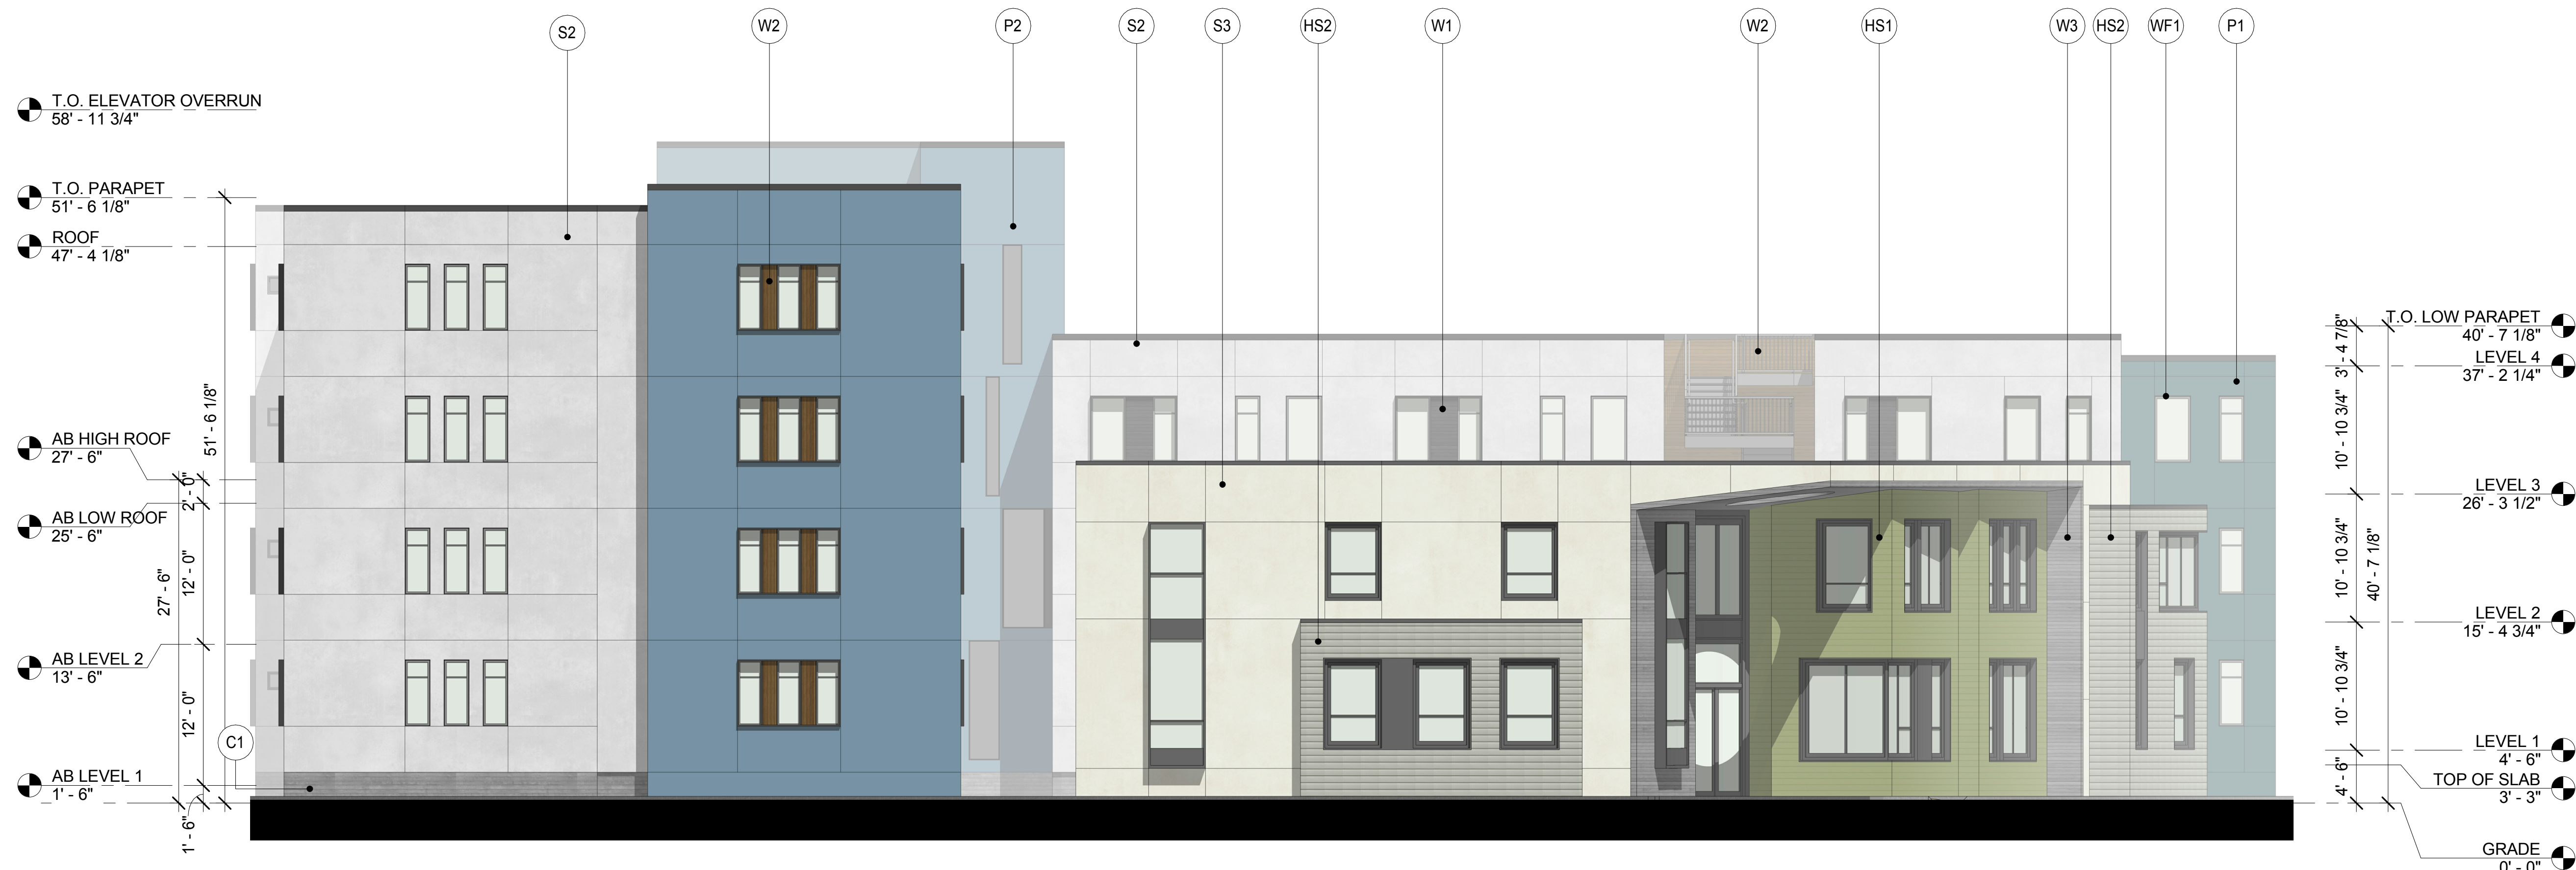 S2
W2
P2
S2
S3
HS2
W1
W2
HS1
W3
HS2
WF1
P1
T.O. ELEVATOR OVERRUN
58' - 11 3/4"
T.O. PARAPET
51' - 6 1/8"
ROOF
47' - 4 1/8"
AB HIGH ROOF
27' - 6"
AB LOW ROOF
25' - 6"
AB LEVEL 2
13' - 6"
AB LEVEL 1
1' - 6"
C1
51' - 6 1/8"
2' - 0"
12' - 0"
27' - 6"
12' - 0"
1' - 6"
T.O. LOW PARAPET
40' - 7 1/8"
LEVEL 4
37' - 2 1/4"
LEVEL 3
26' - 3 1/2"
LEVEL 2
15' - 4 3/4"
LEVEL 1
4' - 6"
TOP OF SLAB
3' - 3"
GRADE
0' - 0"
3' - 4 7/8"
10' - 10 3/4"
10' - 10 3/4"
40' - 7 1/8"
10' - 10 3/4"
4' - 6"